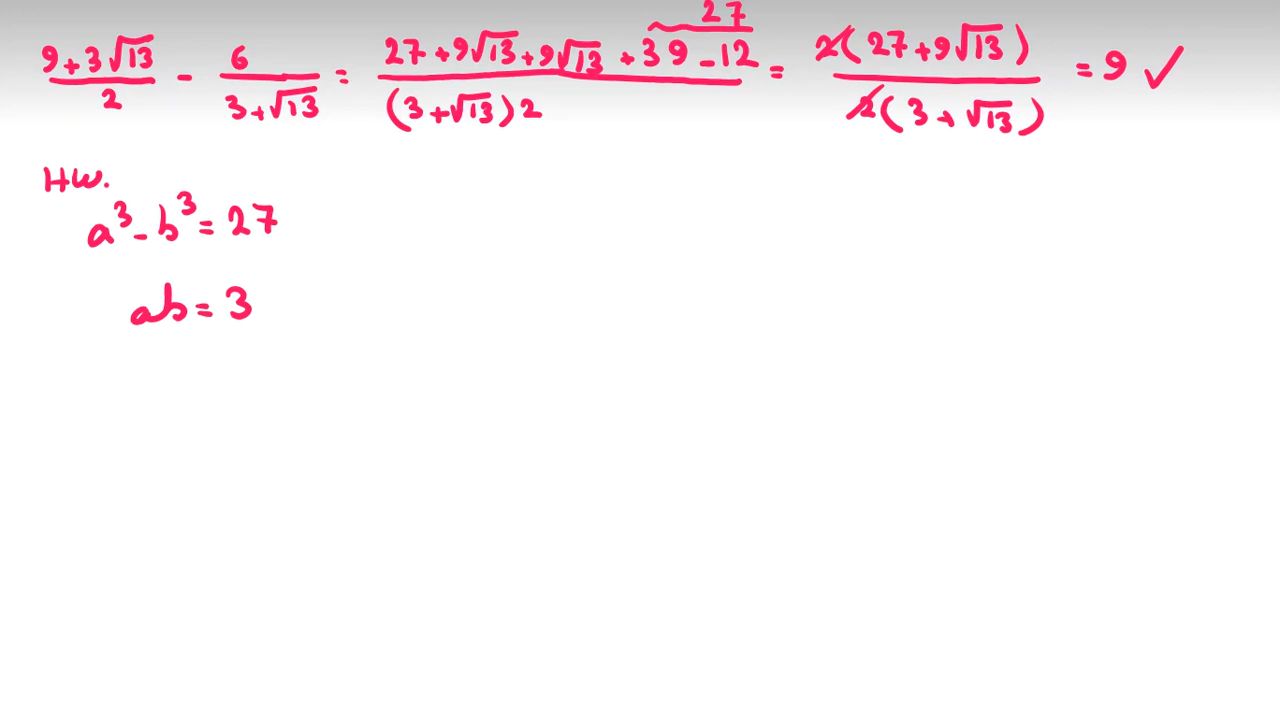 9+3√13/2 - 6/3+√13 = 27+9√13+9√13+39-12/(3+√13)2 = 2(27+9√13)/2(3+√13) = 9 ✓
27
HW.
a³-b³=27
ab=3